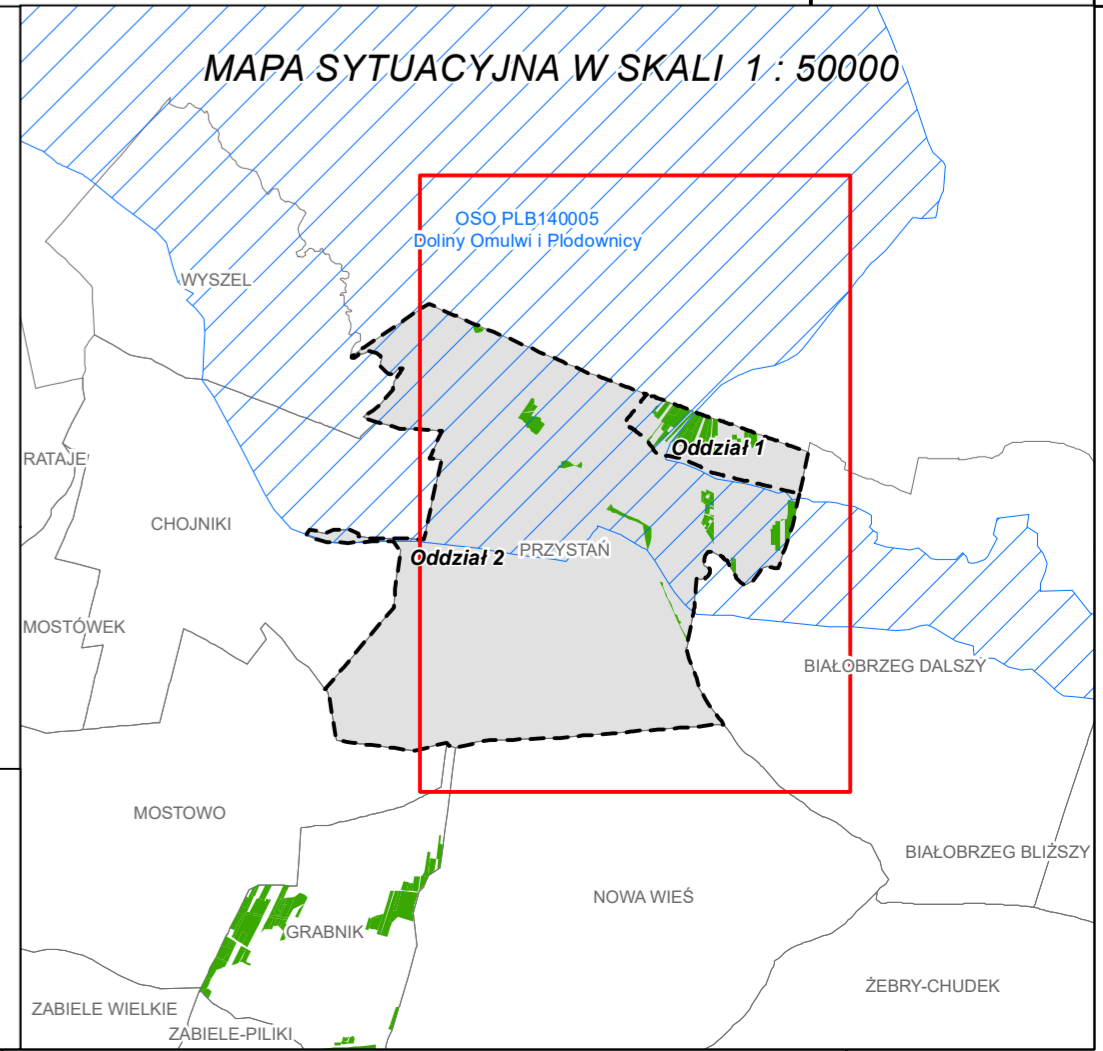 MAPA SYTUACYJNA W SKALI 1 : 50000
OSO PLB140005
Doliny Omulwi i Płodownicy
WYSZEL
RATAJE
Oddział 1
CHOJNIKI
Oddział 2
PRZYSTAŃ
MOSTÓWEK
BIAŁOBRZEG DALSZY
MOSTOWO
BIAŁOBRZEG BLIŻSZY
NOWA WIEŚ
GRABNIK
ŻEBRY-CHUDEK
ZABIELE WIELKIE
ZABIELE-PILIKI